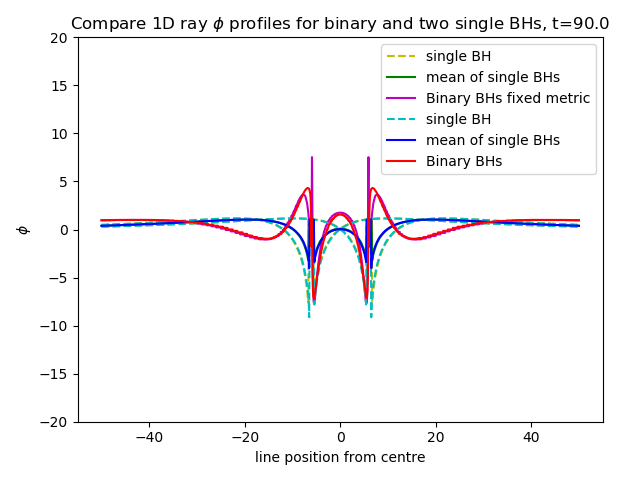 Compare 1D ray ϕ profiles for binary and two single BHs, t=90.0
20
15
10
5
0
−5
−10
−15
−20
ϕ
single BH
mean of single BHs
Binary BHs fixed metric
single BH
mean of single BHs
Binary BHs
−40 −20 0 20 40
line position from centre